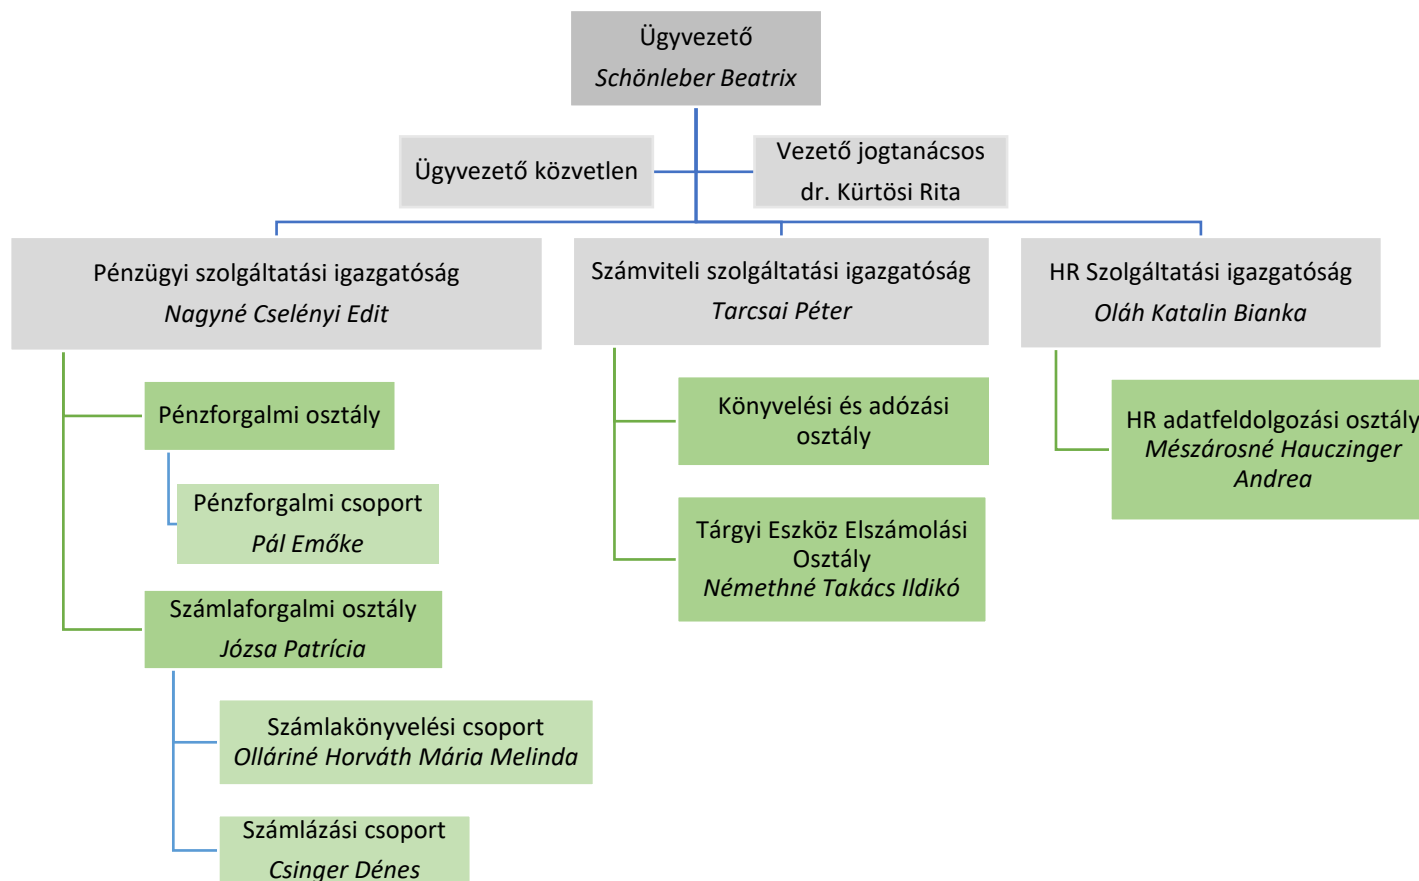 Ügyvezető
Schönleber Beatrix
Ügyvezető közvetlen
Vezető jogtanácsos
dr. Kürtösi Rita
Pénzügyi szolgáltatási igazgatóság
Nagyné Cselényi Edit
Számviteli szolgáltatási igazgatóság
Tarcsai Péter
HR Szolgáltatási igazgatóság
Oláh Katalin Bianka
Pénzforgalmi osztály
Pénzforgalmi csoport
Pál Emőke
Számlaforgalmi osztály
Józsa Patrícia
Számlakönyvelési csoport
Olláriné Horváth Mária Melinda
Számlázási csoport
Csinger Dénes
Könyvelési és adózási
osztály
Tárgyi Eszköz Elszámolási
Osztály
Némethné Takács Ildikó
HR adatfeldolgozási osztály
Mészárosné Hauczinger
Andrea